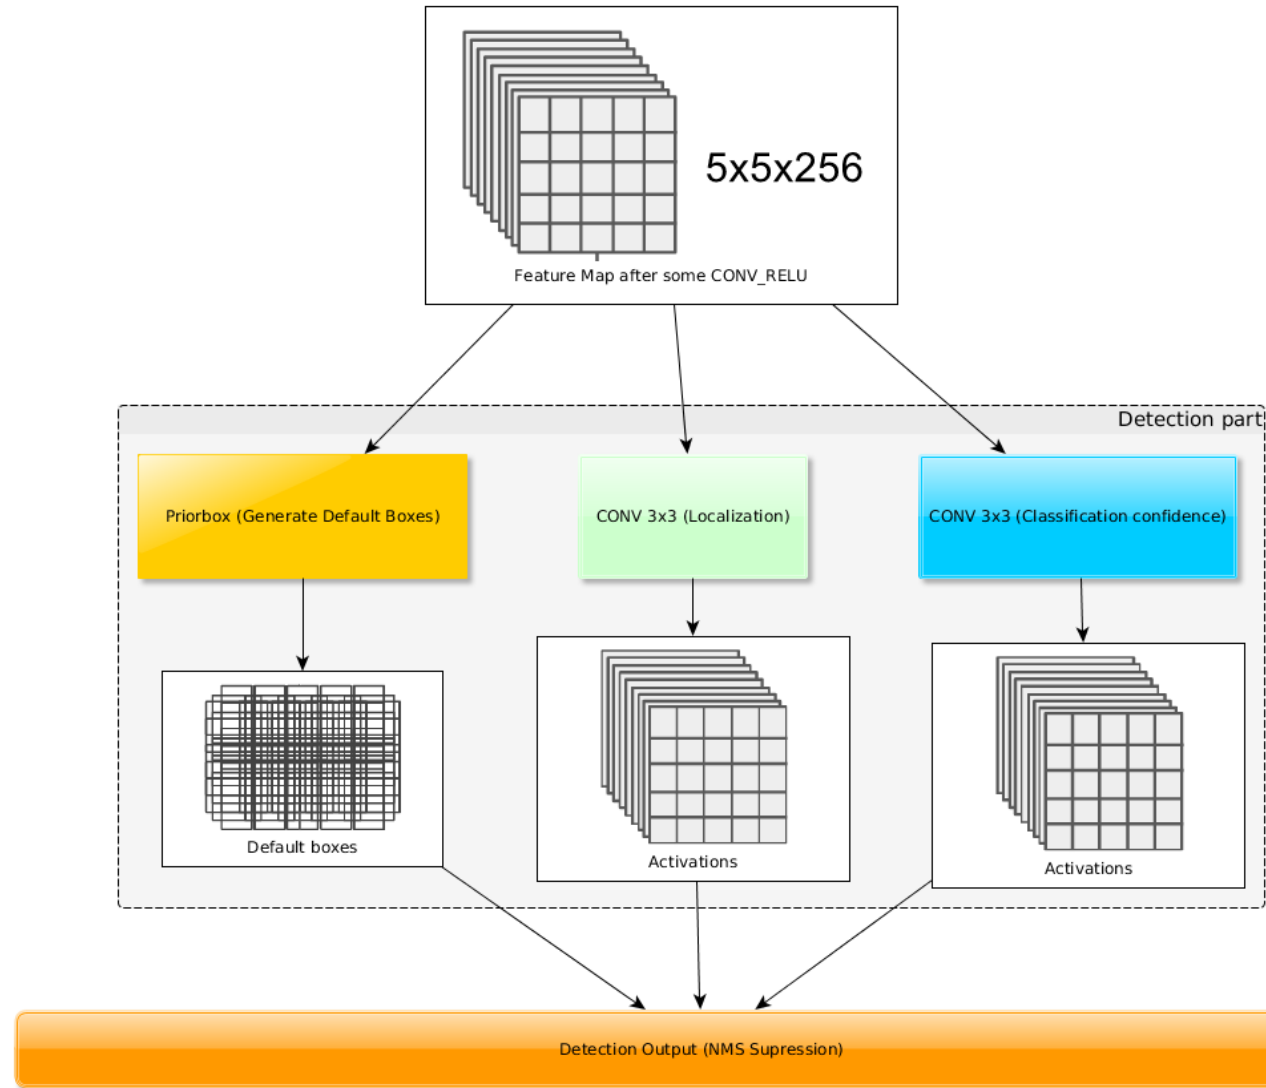 5x5x256
Feature Map after some CONV_RELU
Detection part
Priorbox (Generate Default Boxes)
CONV 3x3 (Localization)
CONV 3x3 (Classification confidence)
Default boxes
Activations
Activations
Detection Output (NMS Supression)